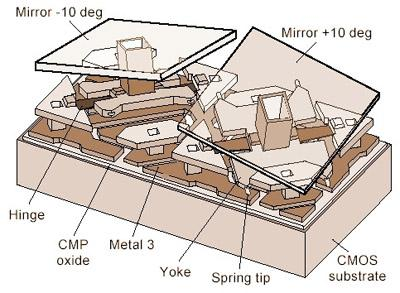 Mirror -10 deg
Mirror +10 deg
Hinge
CMP
oxide
Metal 3
Yoke
Spring tip
CMOS
substrate